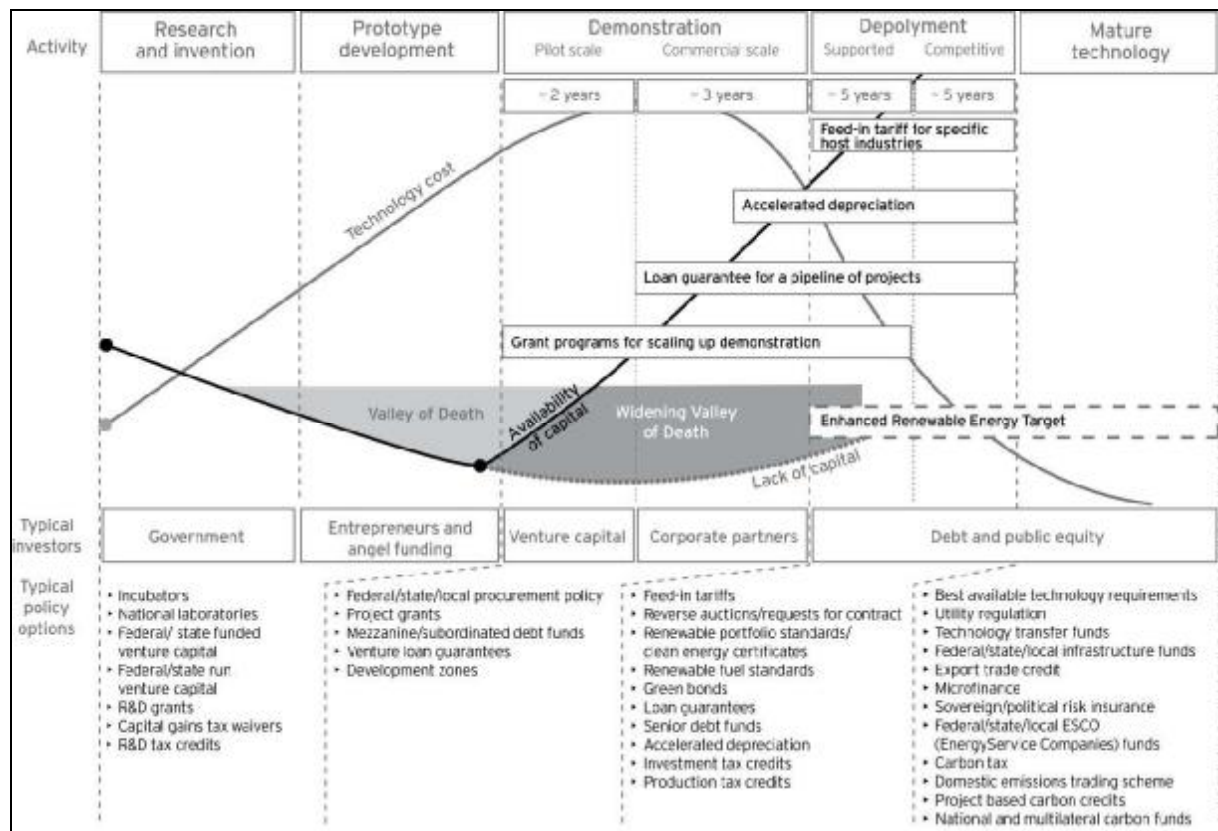 Activity
Research
and invention
Prototype
development
Demonstration
Pilot scale
Commercial scale
Depolyment
Supported
Competitive
Mature
technology
~ 2 years
~ 3 years
~ 5 years
~ 5 years
Feed-in tariff for specific
host industries
Technology cost
Accelerated depreciation
Loan guarantee for a pipeline of projects
Grant programs for scaling up demonstration
Valley of Death
Availability
of capital
Widening Valley
of Death
Enhanced Renewable Energy Target
Lack of capital
Typical
investors
Government
Entrepreneurs and
angel funding
Venture capital
Corporate partners
Debt and public equity
Typical
policy
options
‣ Incubators
‣ National laboratories
‣ Federal/ state funded
venture capital
‣ Federal/state run
venture capital
‣ R&D grants
‣ Capital gains tax waivers
‣ R&D tax credits
‣ Federal/state/local procurement policy
‣ Project grants
‣ Mezzanine/subordinated debt funds
‣ Venture loan guarantees
‣ Development zones
‣ Feed-in tariffs
‣ Reverse auctions/requests for contract
‣ Renewable portfolio standards/
clean energy certificates
‣ Renewable fuel standards
‣ Green bonds
‣ Loan guarantees
‣ Senior debt funds
‣ Accelerated depreciation
‣ Investment tax credits
‣ Production tax credits
‣ Best available technology requirements
‣ Utility regulation
‣ Technology transfer funds
‣ Federal/state/local infrastructure funds
‣ Export trade credit
‣ Microfinance
‣ Sovereign/political risk insurance
‣ Federal/state/local ESCO
(EnergyService Companies) funds
‣ Carbon tax
‣ Domestic emissions trading scheme
‣ Project based carbon credits
‣ National and multilateral carbon funds